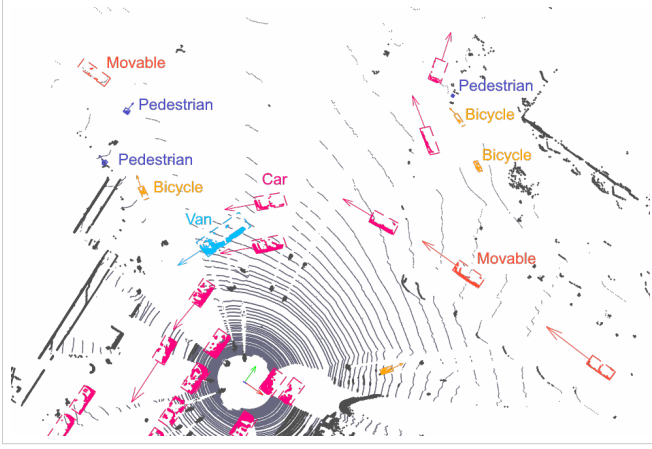 Movable
Pedestrian
Pedestrian
Bicycle
Pedestrian
Bicycle
Bicycle
Car
Van
Movable